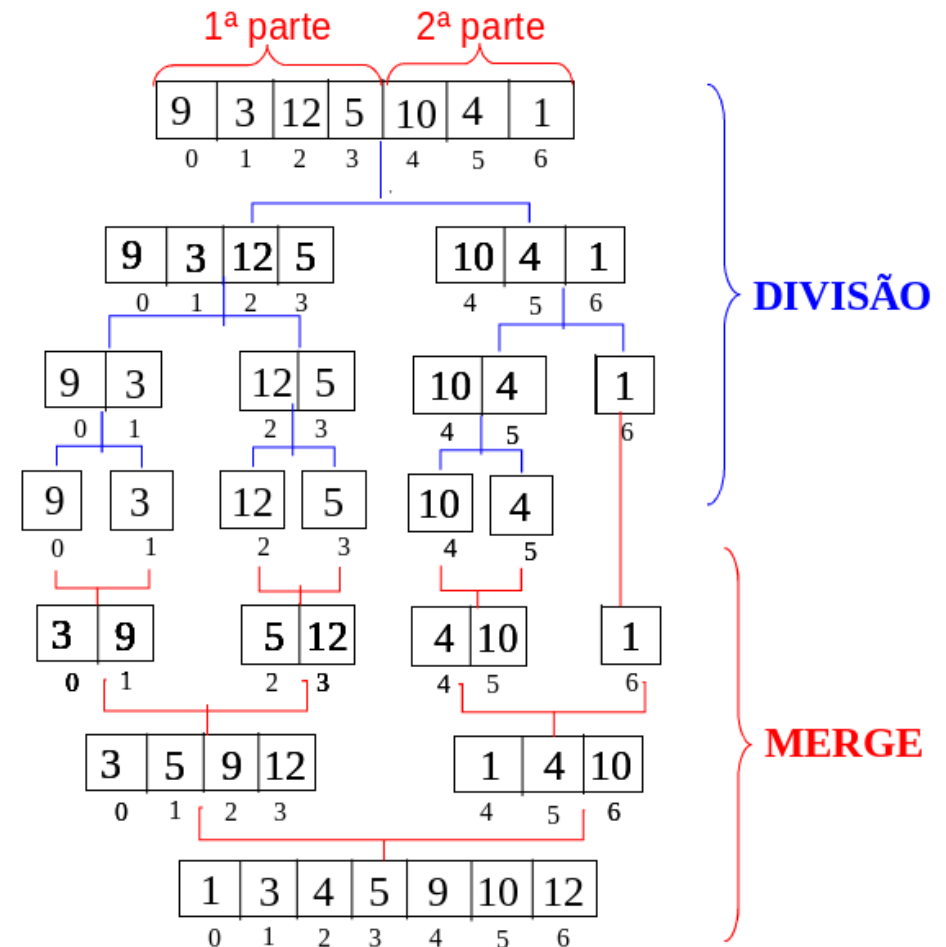 1ª parte 2ª parte
9 3 12 5 10 4 1
0 1 2 3 4 5 6
9 3 12 5 10 4 1
0 1 2 3 4 5 6
DIVISÃO
9 3 12 5 10 4 1
0 1 2 3 4 5 6
9 3 12 5 10 4
0 1 2 3 4 5
3 9 5 12 4 10 1
0 1 2 3 4 5 6
MERGE
3 5 9 12 1 4 10
0 1 2 3 4 5 6
1 3 4 5 9 10 12
0 1 2 3 4 5 6